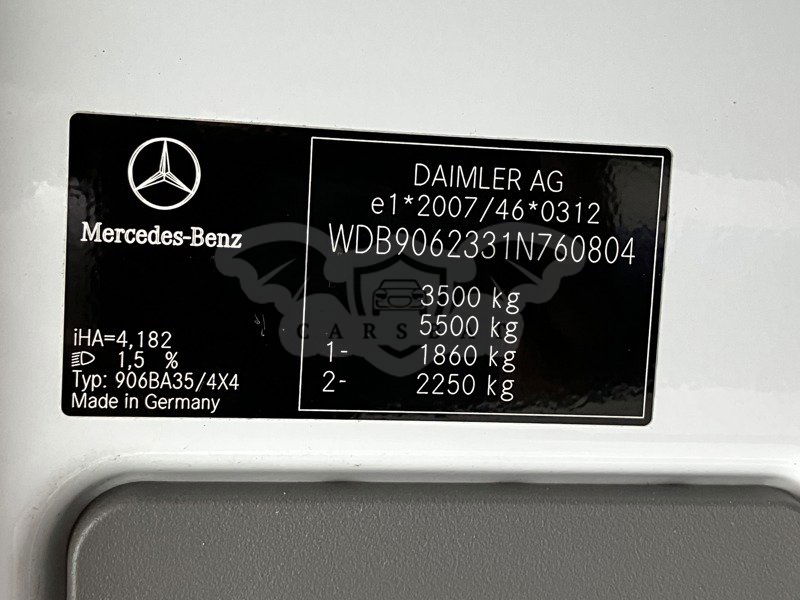 Mercedes-Benz
iHA=4,182
1,5 %
Typ: 906BA35/4X4
Made in Germany
DAIMLER AG
e1*2007/46*0312
WDB9062331N760804
3500 kg
5500 kg
1- 1860 kg
2- 2250 kg